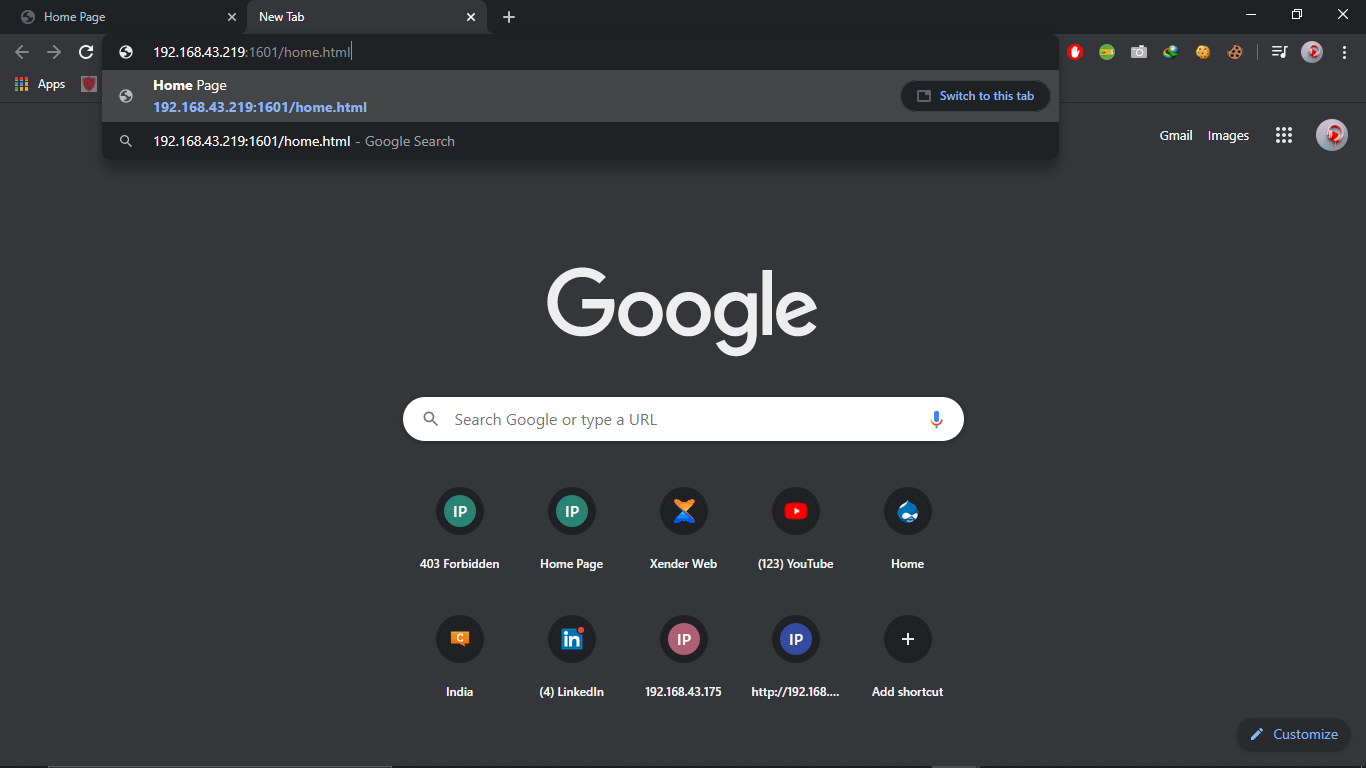 Home Page
New Tab
192.168.43.219:1601/home.html
Apps
Home Page
192.168.43.219:1601/home.html
Switch to this tab
192.168.43.219:1601/home.html - Google Search
Gmail
Images
Google
Search Google or type a URL
IP
IP
403 Forbidden
Home Page
Xender Web
(123) YouTube
Home
C
in
IP
IP
India
(4) LinkedIn
192.168.43.175
http://192.168....
Add shortcut
Customize